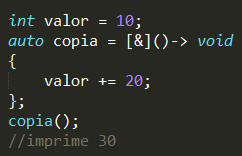 int valor = 10;
auto copia = [&]()-> void
{
    valor += 20;
};
copia();
//imprime 30